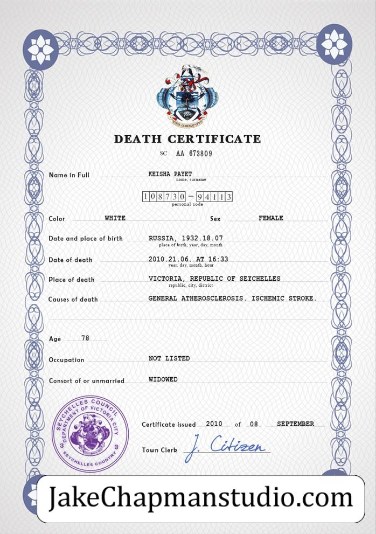 DEATH CERTIFICATE
SC AA 673809
Name in Full KEISHA PAYET
name, surname
108730-94113
personal code
Color WHITE Sex FEMALE
Date and place of birth RUSSIA, 1932.18.07
place of birth, year, day, month
Date of death 2010.21.06. AT 16:33
year, day, month, hour
Place of death VICTORIA, REPUBLIC OF SEYCHELLES
republic, city, district
Causes of death GENERAL ATHEROSCLEROSIS. ISCHEMIC STROKE.
Age 78
Occupation NOT LISTED
Consort of or unmarried WIDOWED
SEYCHELLES COUNCIL
DEPARTMENT OF VICTORIA CITY
SEYCHELLES COUNTRY
Certificate issued 2010 of 08 SEPTEMBER
Town Clerk J. Citizen
JakeChapmanstudio.com